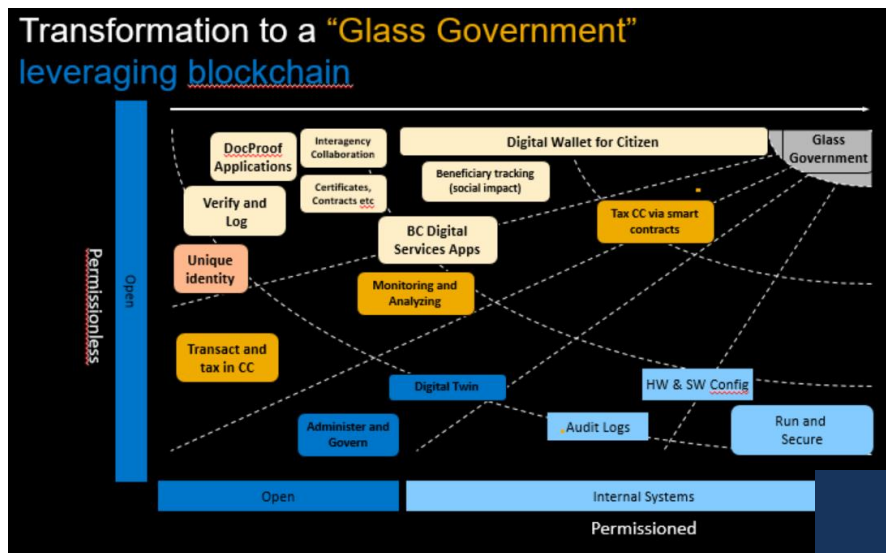 Transformation to a “Glass Government”
leveraging blockchain
DocProof
Applications
Interagency
Collaboration
Digital Wallet for Citizen
Glass
Government
Certificates,
Contracts etc
Beneficiary tracking
(social impact)
Verify and
Log
Tax CC via smart
contracts
BC Digital
Services Apps
Unique
identity
Monitoring and
Analyzing
Permissionless
Open
Transact and
tax in CC
Digital Twin
HW & SW Config
Administer and
Govern
Audit Logs
Run and
Secure
Open
Internal Systems
Permissioned